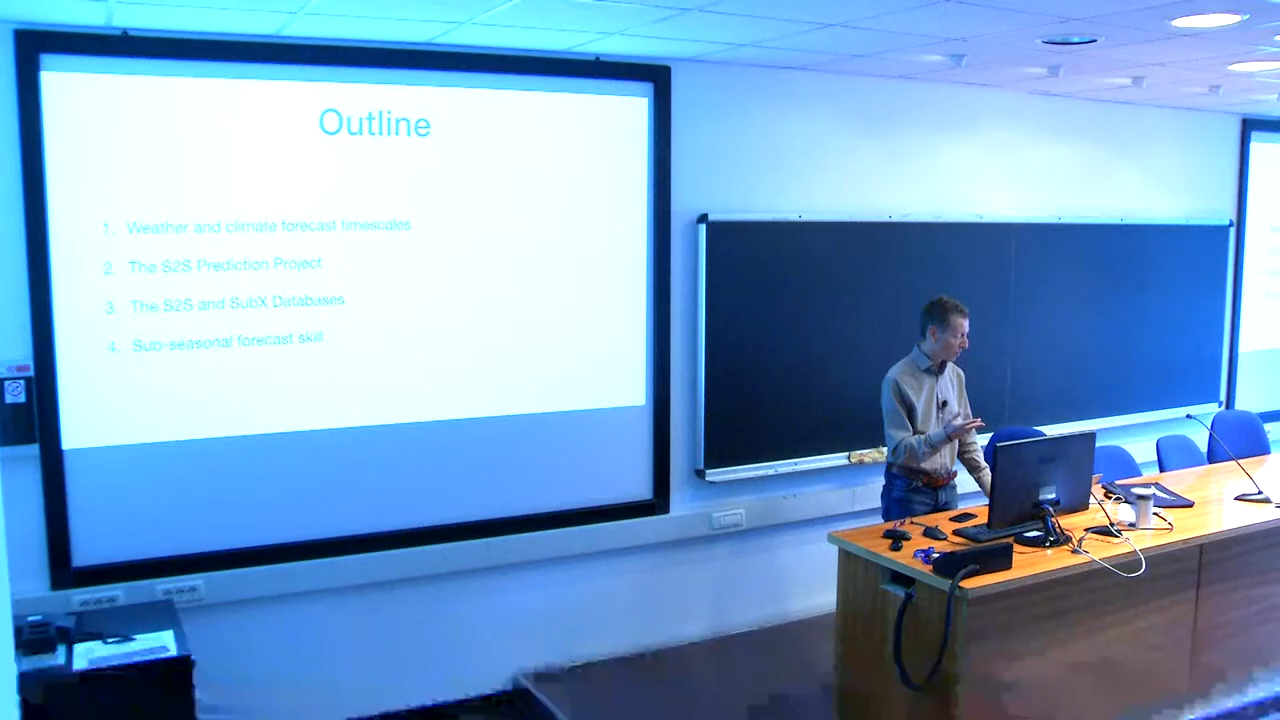 Outline
1. Weather and climate forecast timescales
2. The S2S Prediction Project
3. The S2S and SubX Databases
4. Sub-seasonal forecast skill